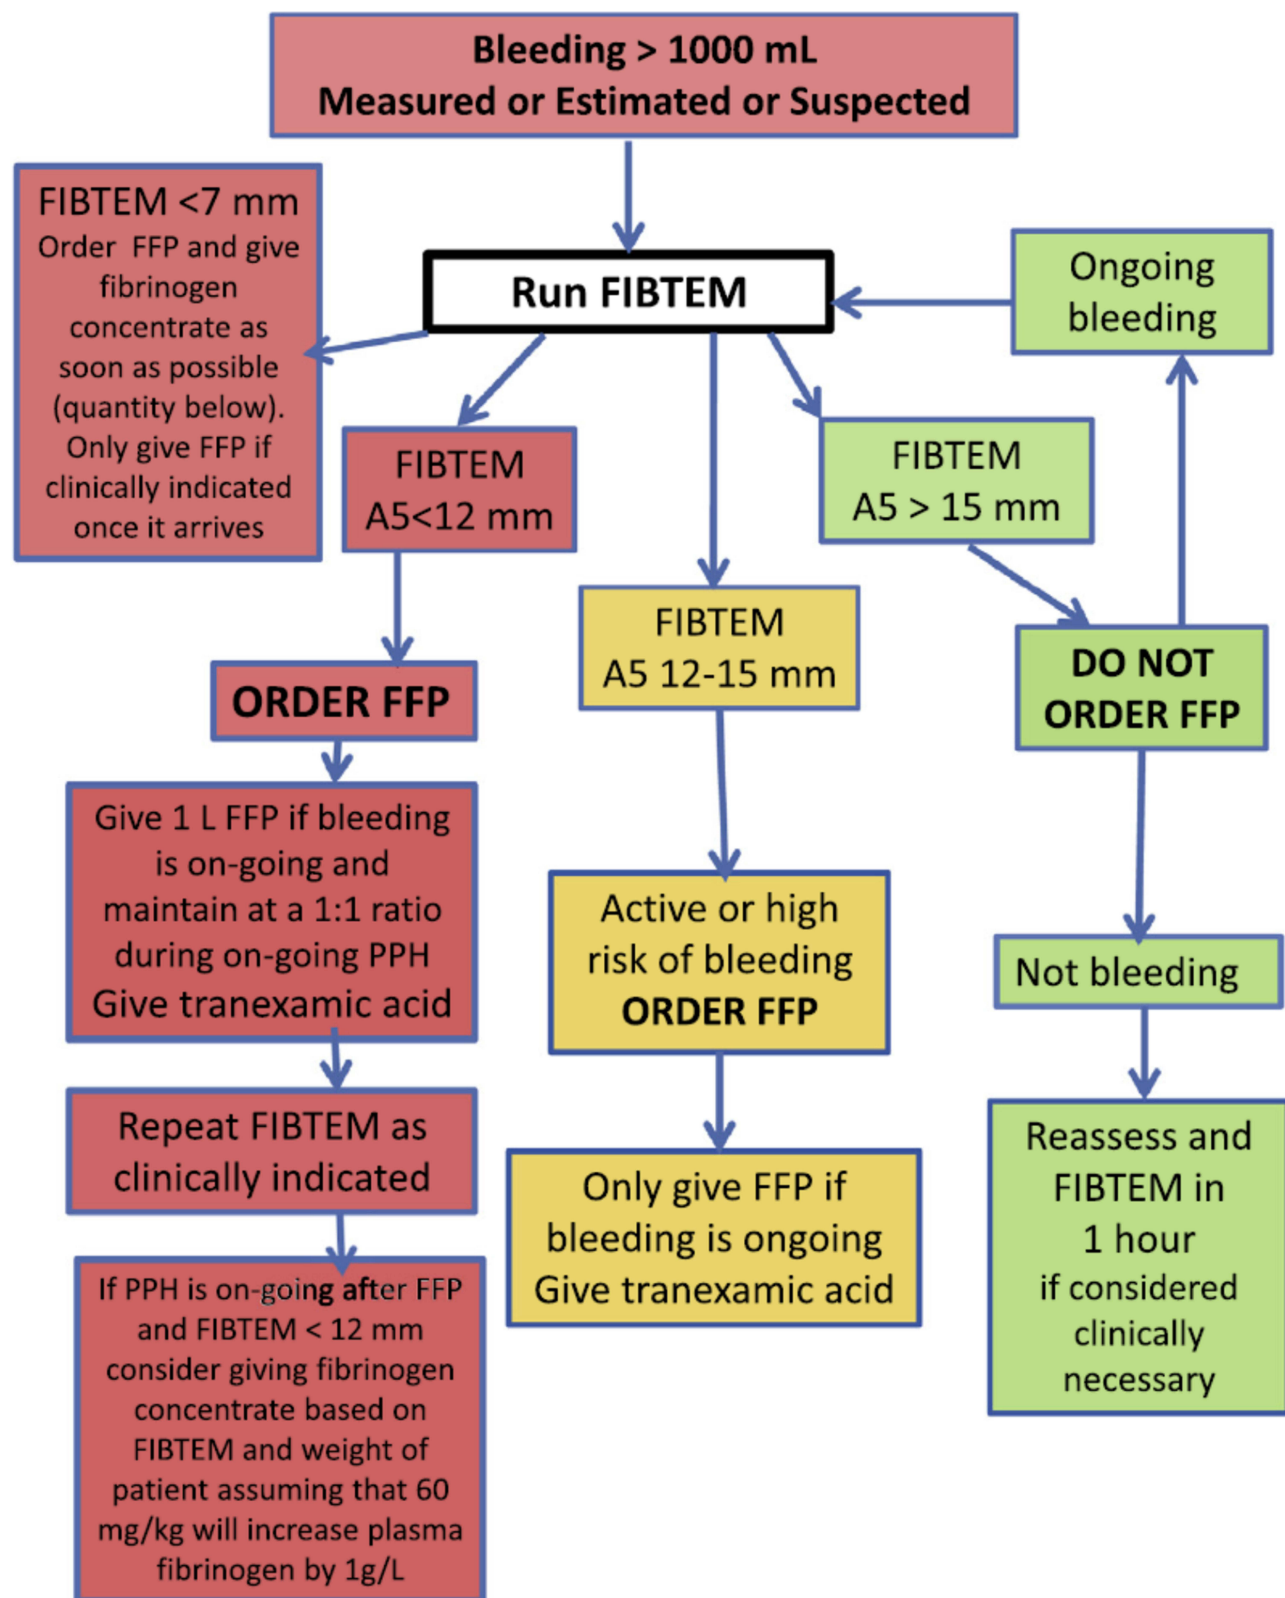 Bleeding > 1000 mL
Measured or Estimated or Suspected
FIBTEM <7 mm
Order FFP and give
fibrinogen
concentrate as
soon as possible
(quantity below).
Only give FFP if
clinically indicated
once it arrives
Run FIBTEM
Ongoing
bleeding
FIBTEM
A5<12 mm
FIBTEM
A5 > 15 mm
FIBTEM
A5 12-15 mm
DO NOT
ORDER FFP
ORDER FFP
Give 1 L FFP if bleeding
is on-going and
maintain at a 1:1 ratio
during on-going PPH
Give tranexamic acid
Active or high
risk of bleeding
ORDER FFP
Not bleeding
Repeat FIBTEM as
clinically indicated
Only give FFP if
bleeding is ongoing
Give tranexamic acid
Reassess and
FIBTEM in
1 hour
if considered
clinically
necessary
If PPH is on-going after FFP
and FIBTEM < 12 mm
consider giving fibrinogen
concentrate based on
FIBTEM and weight of
patient assuming that 60
mg/kg will increase plasma
fibrinogen by 1g/L